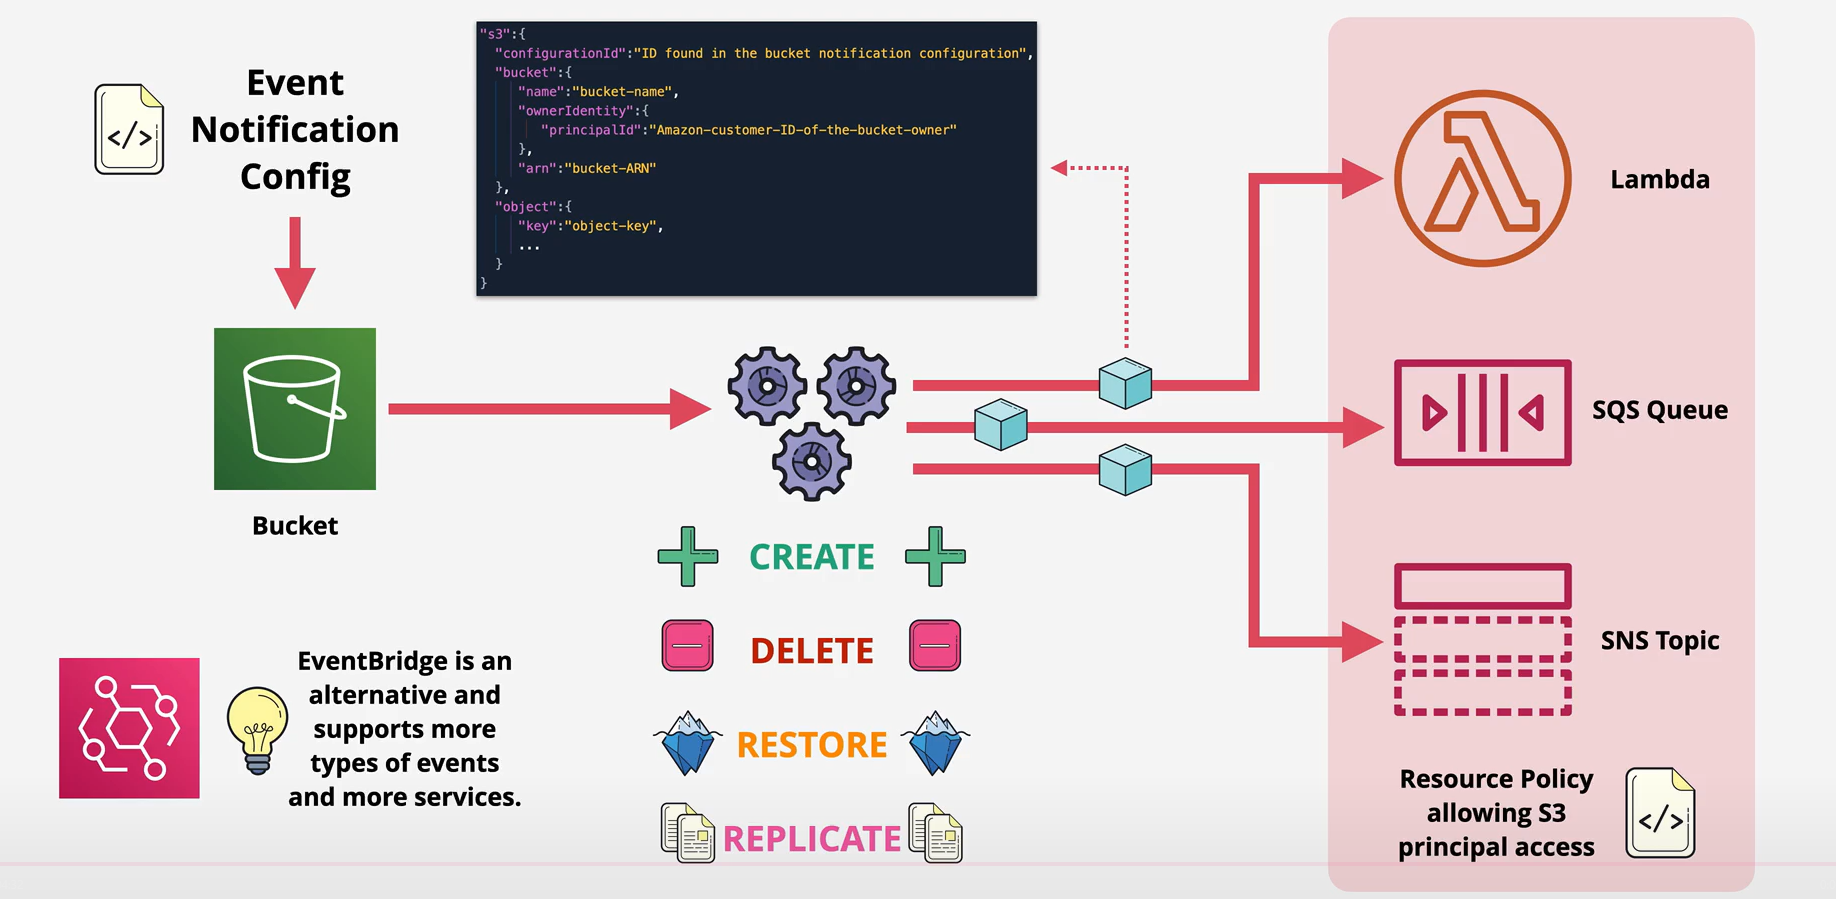 Event
Notification
Config
"s3":{
"configurationId":"ID found in the bucket notification configuration",
"bucket":{
"name":"bucket-name",
"ownerIdentity":{
"principalId":"Amazon-customer-ID-of-the-bucket-owner"
},
"arn":"bucket-ARN"
},
"object":{
"key":"object-key",
...
}
}
Bucket
Lambda
SQS Queue
SNS Topic
CREATE
DELETE
RESTORE
REPLICATE
EventBridge is an
alternative and
supports more
types of events
and more services.
Resource Policy
allowing S3
principal access